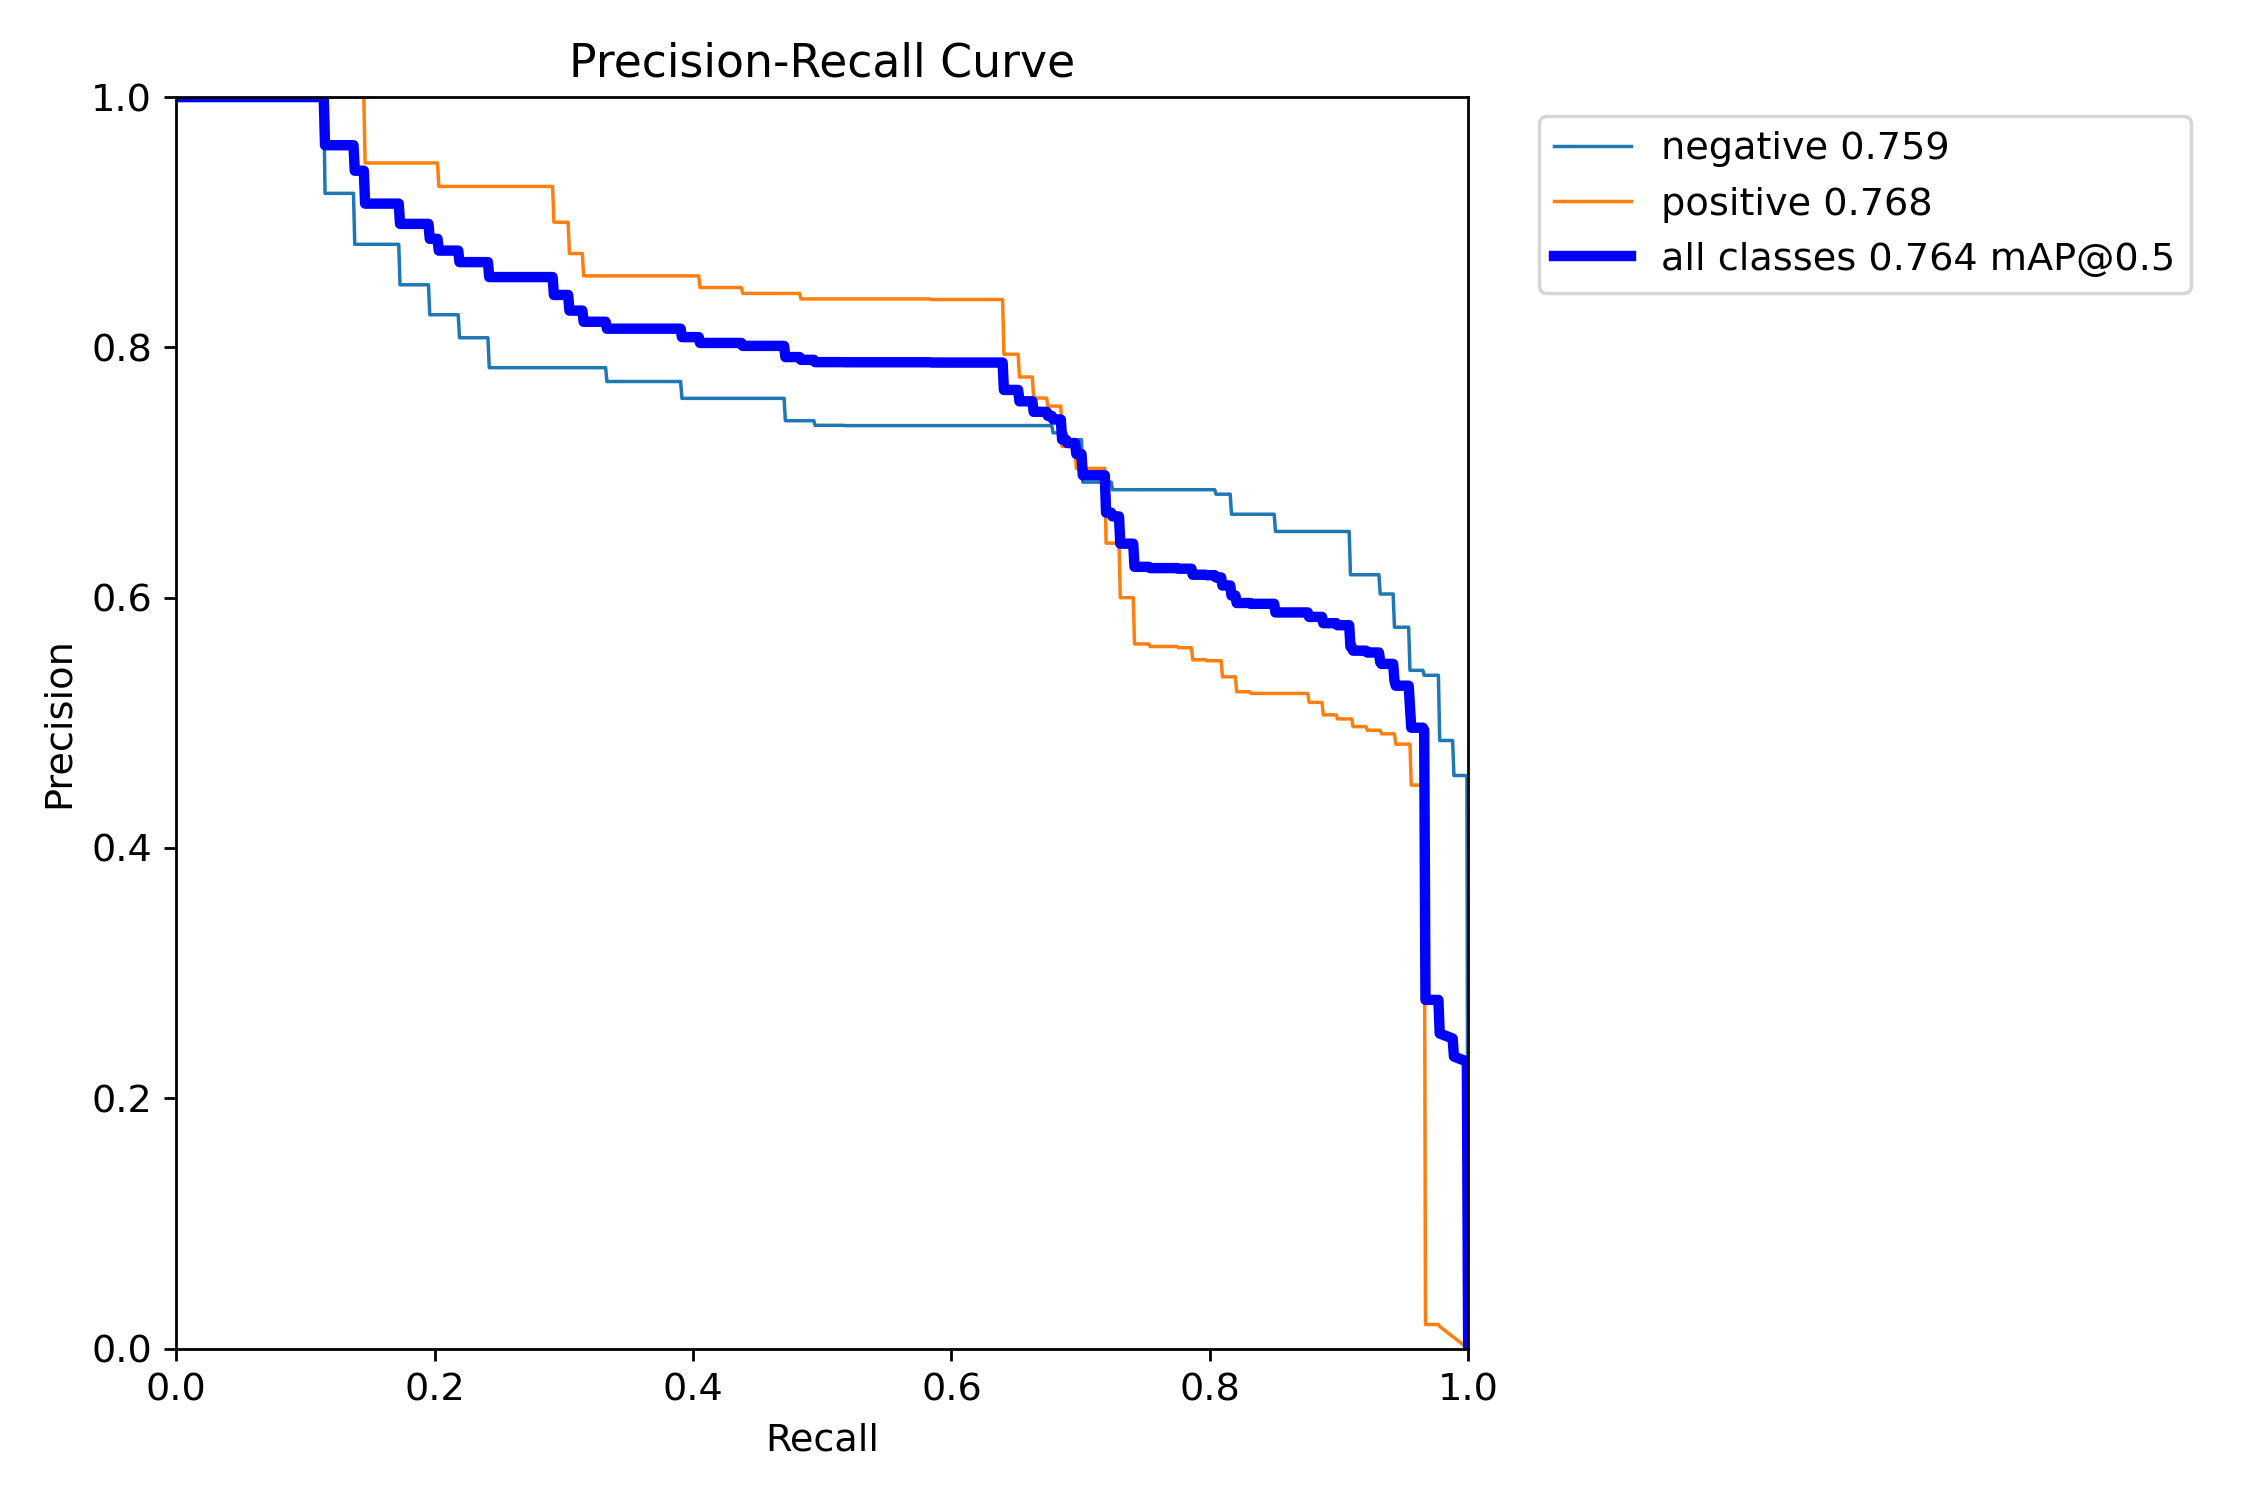 Precision-Recall Curve
1.0
0.8
0.6
0.4
0.2
0.0
Precision
0.0 0.2 0.4 0.6 0.8 1.0
Recall
negative 0.759
positive 0.768
all classes 0.764 mAP@0.5